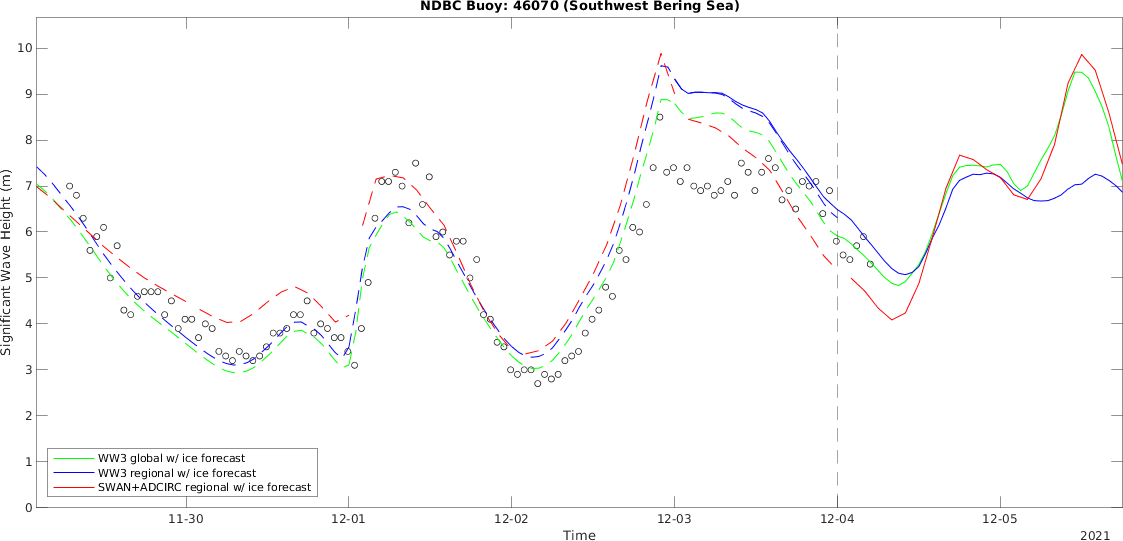 NDBC Buoy: 46070 (Southwest Bering Sea)
Significant Wave Height (m)
10
9
8
7
6
5
4
3
2
1
0
WW3 global w/ ice forecast
WW3 regional w/ ice forecast
SWAN+ADCIRC regional w/ ice forecast
11-30 12-01 12-02 12-03 12-04 12-05
Time
2021